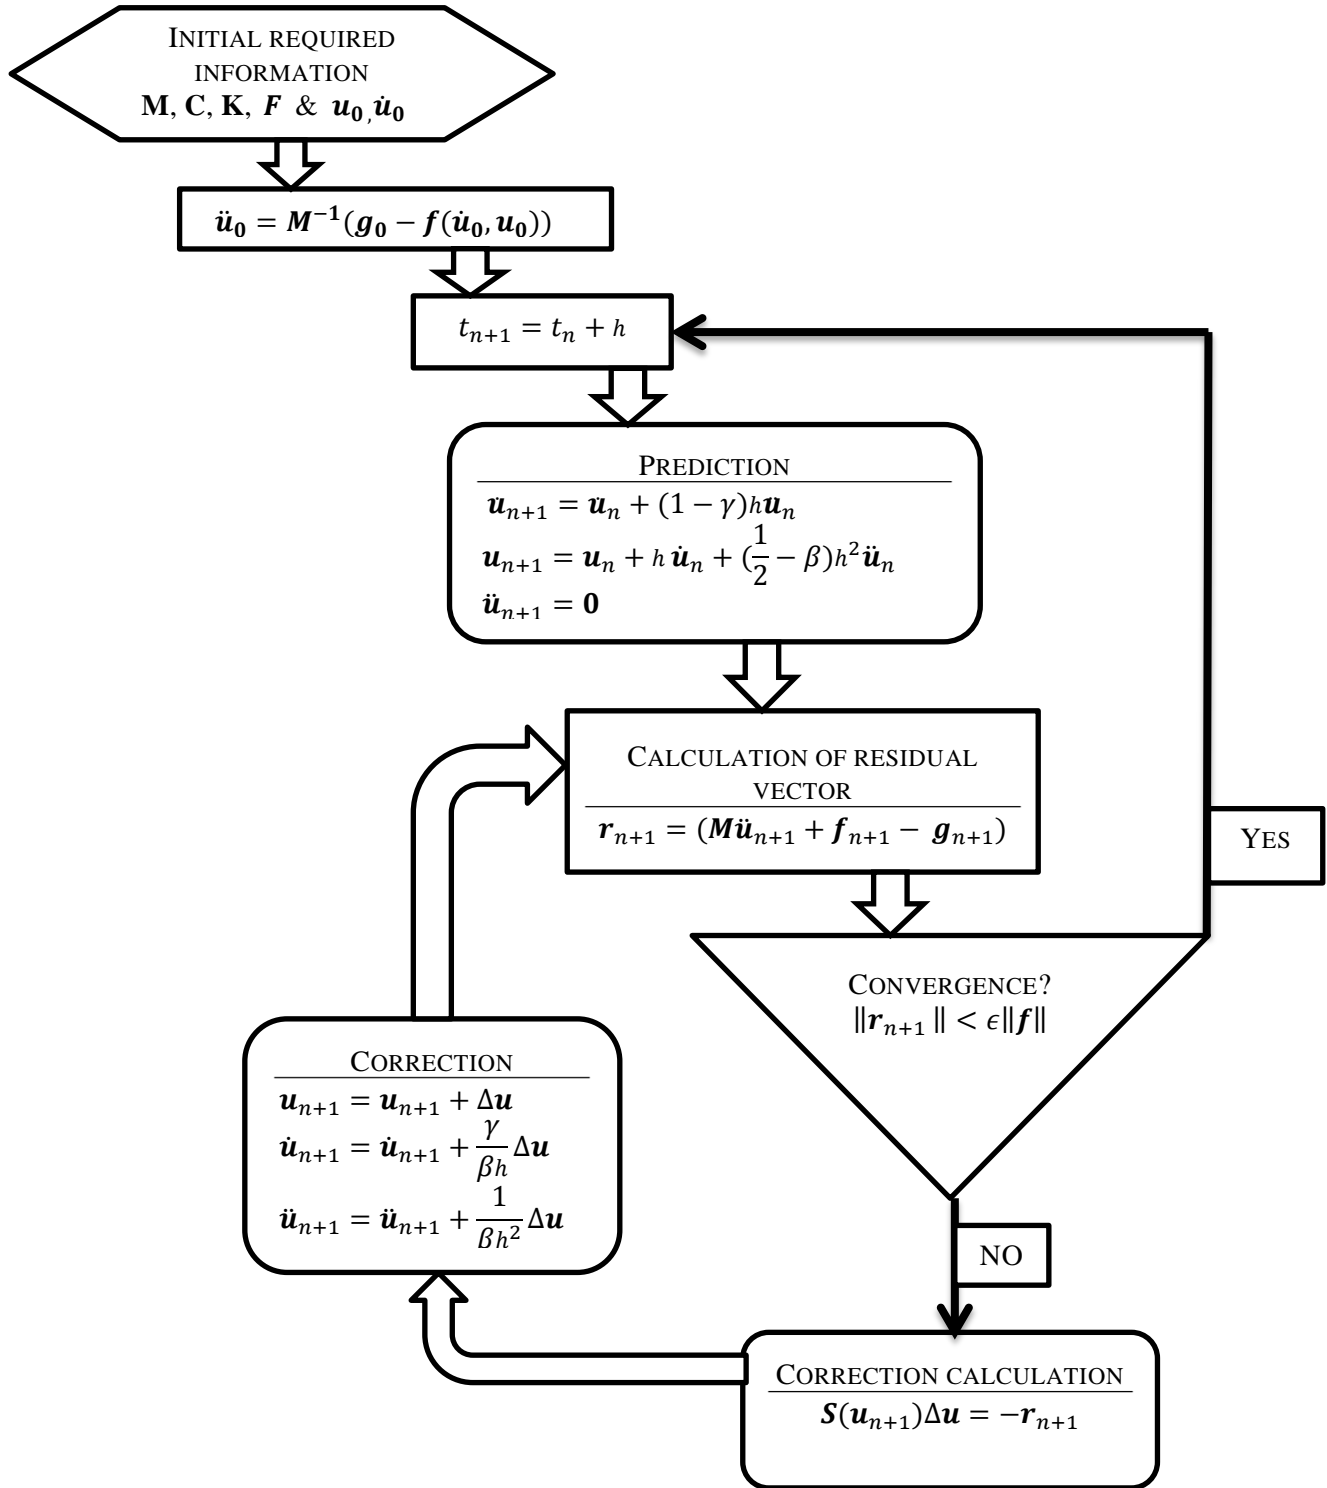 INITIAL REQUIRED
INFORMATION
M, C, K, F & u₀, u̇₀
ü₀ = M⁻¹(g₀ − f(u̇₀, u₀))
tₙ₊₁ = tₙ + h
PREDICTION
u̇ₙ₊₁ = u̇ₙ + (1 − γ)hüₙ
uₙ₊₁ = uₙ + h u̇ₙ + (1/2 − β)h²üₙ
üₙ₊₁ = 0
CALCULATION OF RESIDUAL
VECTOR
rₙ₊₁ = (Müₙ₊₁ + fₙ₊₁ − gₙ₊₁)
YES
CONVERGENCE?
‖rₙ₊₁ ‖ < ϵ‖f‖
CORRECTION
uₙ₊₁ = uₙ₊₁ + Δu
u̇ₙ₊₁ = u̇ₙ₊₁ + γ/βh Δu
üₙ₊₁ = üₙ₊₁ + 1/βh² Δu
NO
CORRECTION CALCULATION
S(uₙ₊₁)Δu = −rₙ₊₁